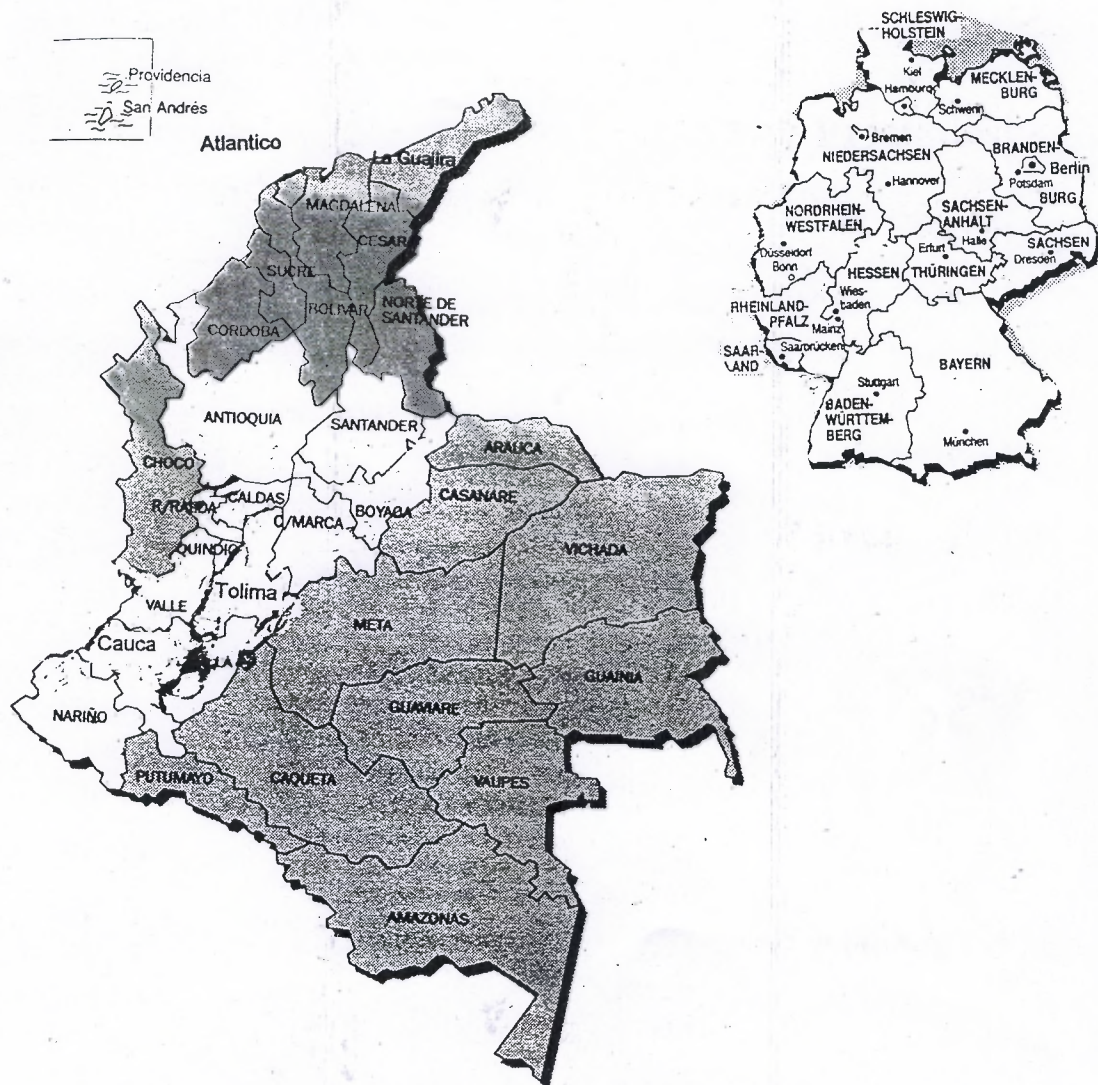 Providencia
San Andrés
Atlantico
La Guajira
MAGDALENA
CESAR
SUCRE
BOLIVAR
NORTE DE
SANTANDER
CORDOBA
ANTIOQUIA
SANTANDER
ARAUCA
CHOCO
CASANARE
CALDAS
C/MARCA
BOYACA
QUINDIO
VICHADA
VALLE
Tolima
META
Cauca
GUAINIA
NARIÑO
GUAVIARE
PUTUMAYO
CAQUETA
VAUPES
AMAZONAS
SCHLESWIG-
HOLSTEIN
Kiel
Hamburg
MECKLEN-
BURG
Schwerin
Bremen
NIEDERSACHSEN
BRANDEN-
BURG
Berlin
Potsdam
Hannover
NORDRHEIN-
WESTFALEN
SACHSEN-
ANHALT
Halle
Düsseldorf
Bonn
Erfurt
SACHSEN
Dresden
HESSEN
THÜRINGEN
Wies-
baden
RHEINLAND-
PFALZ
Mainz
SAAR-
LAND
Saarbrücken
BAYERN
Stuttgart
BADEN-
WÜRTTEM-
BERG
München